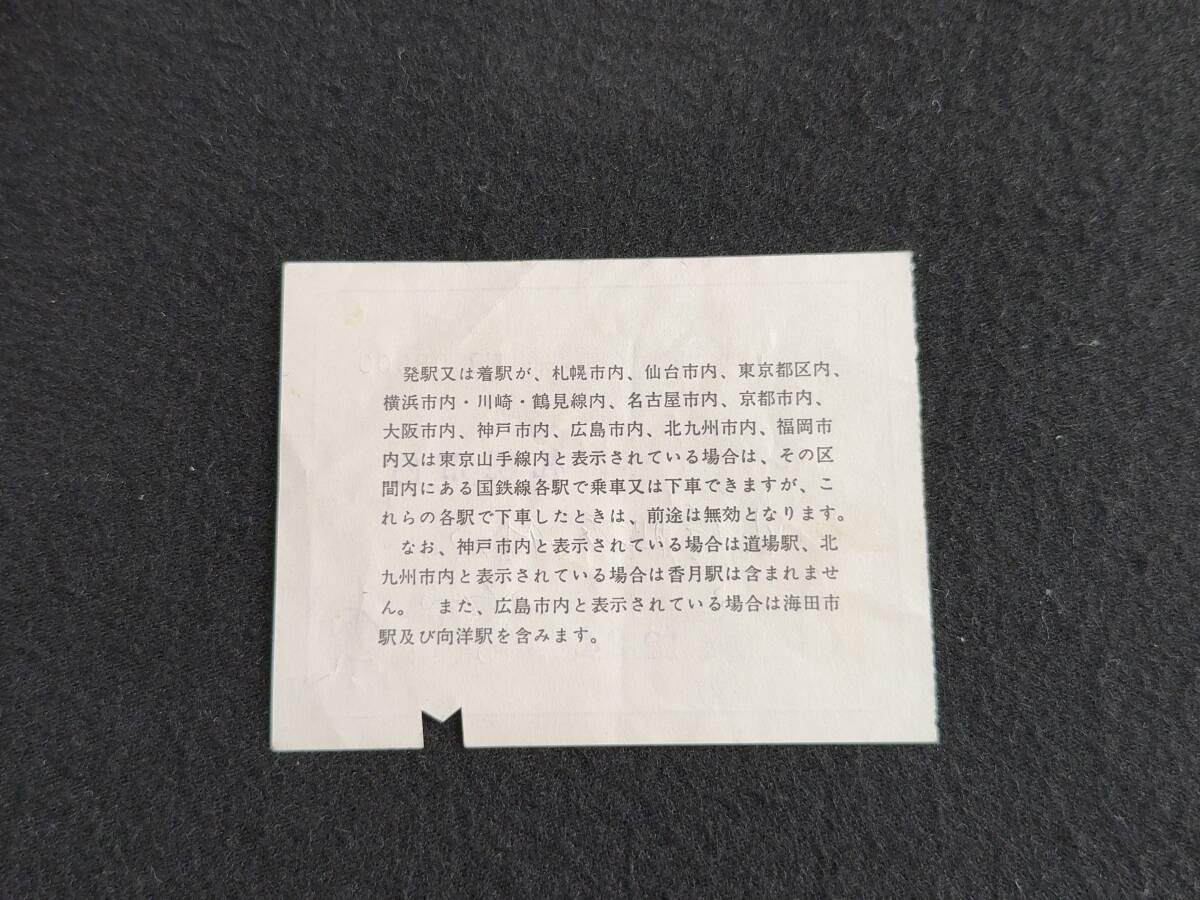 発駅又は着駅が、札幌市内、仙台市内、東京都区内、
横浜市内・川崎・鶴見線内、名古屋市内、京都市内、
大阪市内、神戸市内、広島市内、北九州市内、福岡市
内又は東京山手線内と表示されている場合は、その区
間内にある国鉄線各駅で乗車又は下車できますが、こ
れらの各駅で下車したときは、前途は無効となります。
なお、神戸市内と表示されている場合は道場駅、北
九州市内と表示されている場合は香月駅は含まれませ
ん。　また、広島市内と表示されている場合は海田市
駅及び向洋駅を含みます。